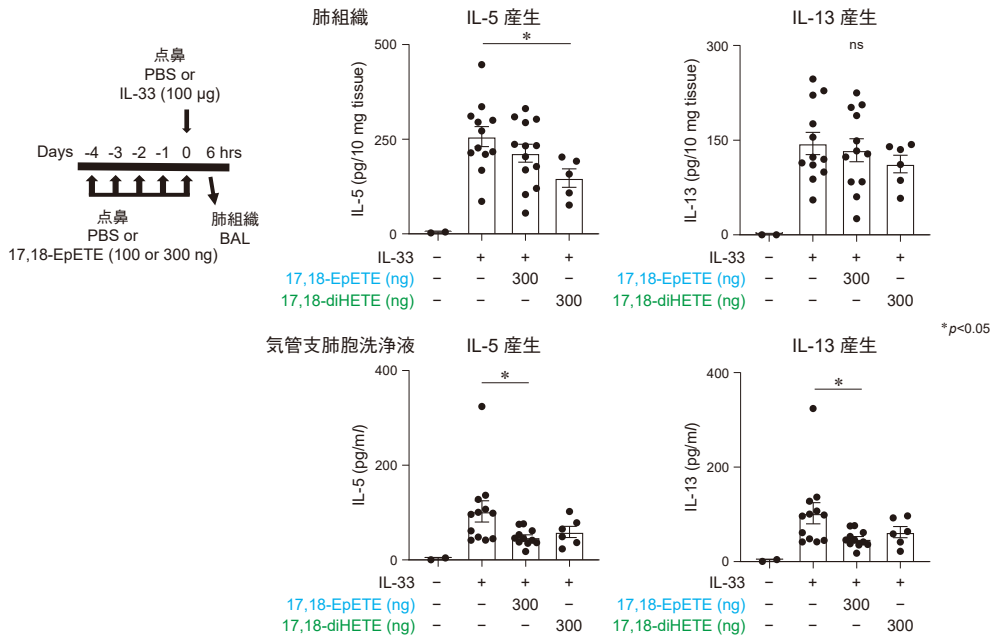 点鼻
PBS or
IL-33 (100 μg)
Days -4 -3 -2 -1 0 6 hrs
点鼻
PBS or
17,18-EpETE (100 or 300 ng)
肺組織
BAL
肺組織
IL-5 産生
500
250
0
IL-5 (pg/10 mg tissue)
*
IL-33 − + + +
17,18-EpETE (ng) − − 300 −
17,18-diHETE (ng) − − − 300
IL-13 産生
300
150
0
IL-13 (pg/10 mg tissue)
ns
IL-33 − + + +
17,18-EpETE (ng) − − 300 −
17,18-diHETE (ng) − − − 300
*p<0.05
気管支肺胞洗浄液
IL-5 産生
400
200
0
IL-5 (pg/ml)
*
IL-33 − + + +
17,18-EpETE (ng) − − 300 −
17,18-diHETE (ng) − − − 300
IL-13 産生
400
200
0
IL-13 (pg/ml)
*
IL-33 − + + +
17,18-EpETE (ng) − − 300 −
17,18-diHETE (ng) − − − 300